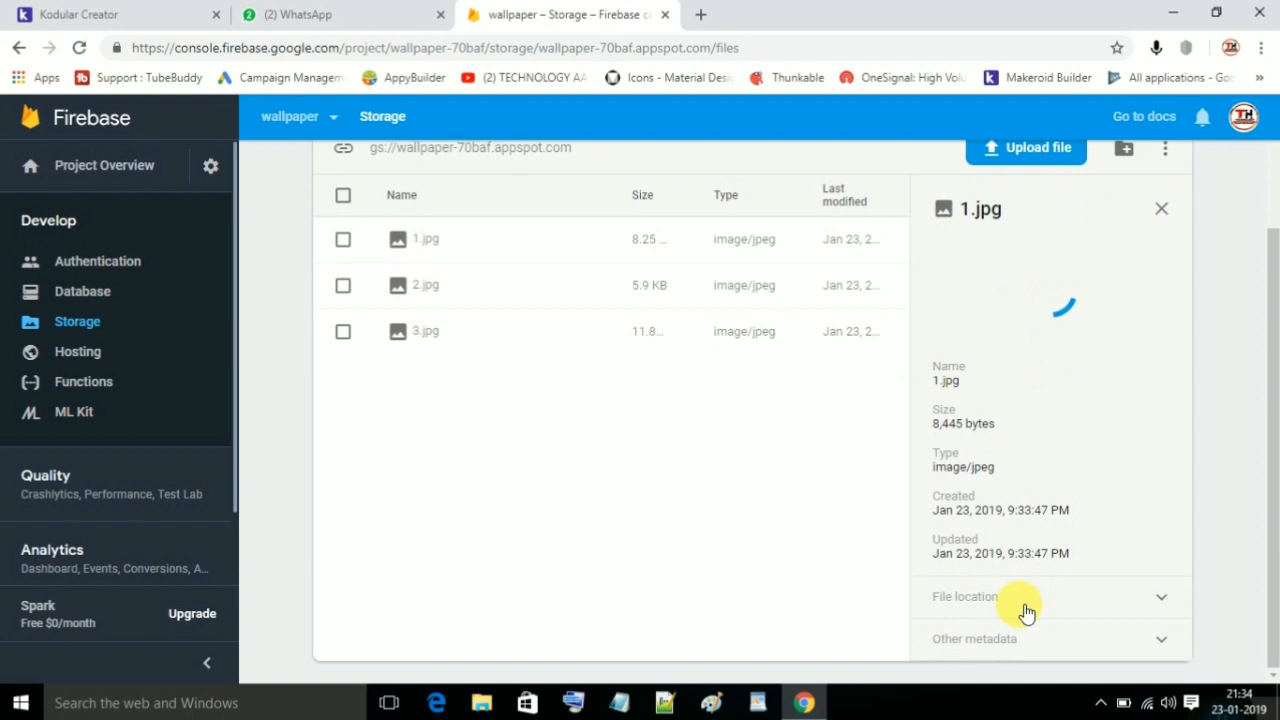 Kodular Creator
(2) WhatsApp
wallpaper – Storage – Firebase co
https://console.firebase.google.com/project/wallpaper-70baf/storage/wallpaper-70baf.appspot.com/files
Apps
Support : TubeBuddy
Campaign Managem
AppyBuilder
(2) TECHNOLOGY AA
Icons - Material Desi
Thunkable
OneSignal: High Volu
Makeroid Builder
All applications - Goo
»
Firebase
wallpaper
Storage
Go to docs
TH
Project Overview
gs://wallpaper-70baf.appspot.com
Upload file
Develop
Authentication
Database
Storage
Hosting
Functions
ML Kit
Quality
Crashlytics, Performance, Test Lab
Analytics
Dashboard, Events, Conversions, A...
Spark
Free $0/month
Upgrade
Name Size Type Last modified
1.jpg 8.25 ... image/jpeg Jan 23, 2...
2.jpg 5.9 KB image/jpeg Jan 23, 2...
3.jpg 11.8... image/jpeg Jan 23, 2...
1.jpg
Name
1.jpg
Size
8,445 bytes
Type
image/jpeg
Created
Jan 23, 2019, 9:33:47 PM
Updated
Jan 23, 2019, 9:33:47 PM
File location
Other metadata
Search the web and Windows
21:34
23-01-2019